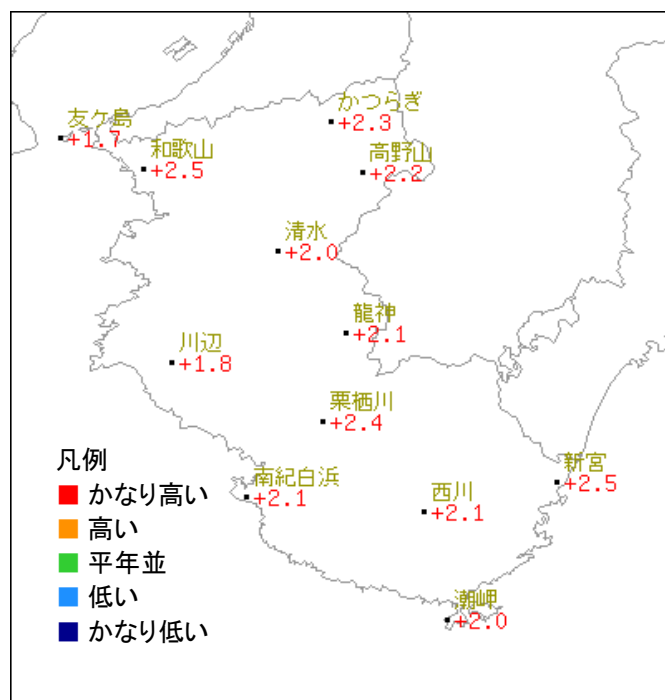 かつらぎ
+2.3
友ケ島
+1.7
和歌山
+2.5
高野山
+2.2
清水
+2.0
龍神
+2.1
川辺
+1.8
栗栖川
+2.4
南紀白浜
+2.1
西川
+2.1
新宮
+2.5
潮岬
+2.0
凡例
かなり高い
高い
平年並
低い
かなり低い